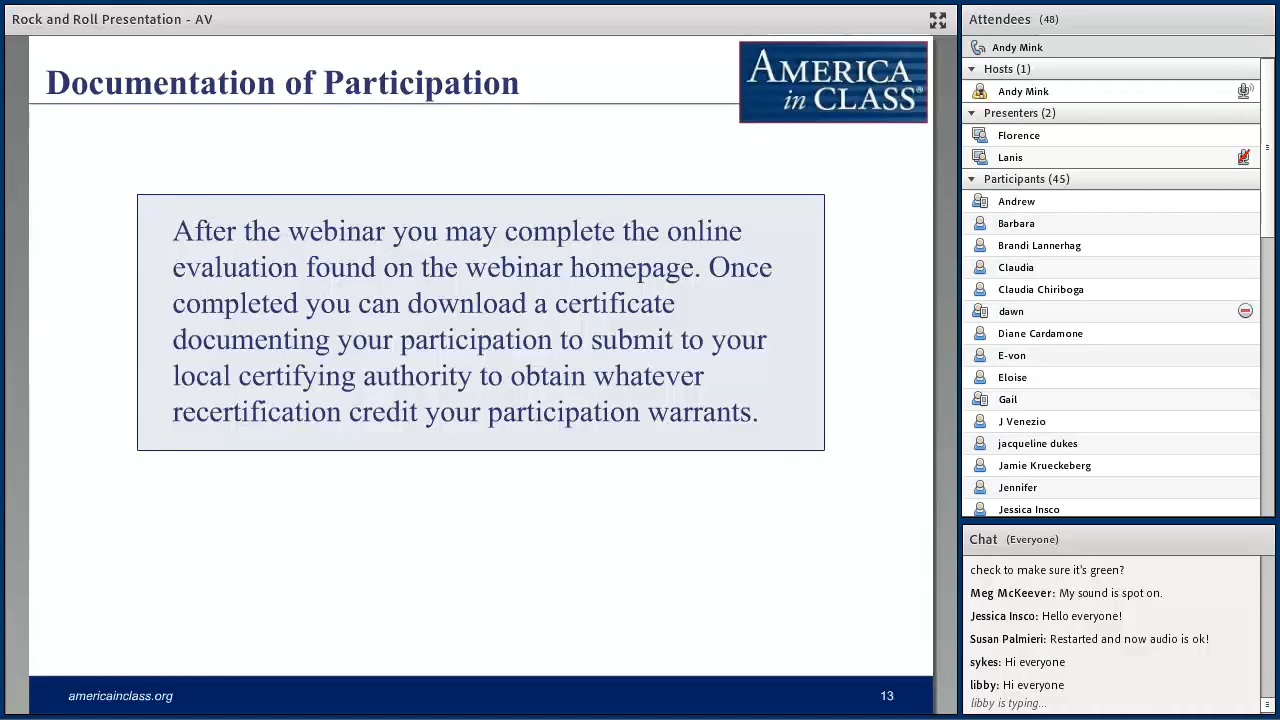 Rock and Roll Presentation - AV
Documentation of Participation
AMERICA
in CLASS®
After the webinar you may complete the online
evaluation found on the webinar homepage. Once
completed you can download a certificate
documenting your participation to submit to your
local certifying authority to obtain whatever
recertification credit your participation warrants.
americainclass.org
13
Attendees (48)
Andy Mink
Hosts (1)
Andy Mink
Presenters (2)
Florence
Lanis
Participants (45)
Andrew
Barbara
Brandi Lannerhag
Claudia
Claudia Chiriboga
dawn
Diane Cardamone
E-von
Eloise
Gail
J Venezio
jacqueline dukes
Jamie Krueckeberg
Jennifer
Jessica Insco
Chat (Everyone)
check to make sure it's green?
Meg McKeever: My sound is spot on.
Jessica Insco: Hello everyone!
Susan Palmieri: Restarted and now audio is ok!
sykes: Hi everyone
libby: Hi everyone
libby is typing...